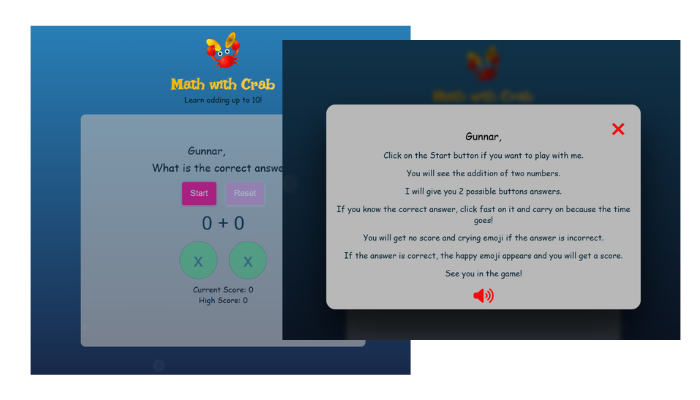 Math with Crab
Learn adding up to 10!
Gunnar,
What is the correct answe
Start
Reset
0 + 0
X
X
Current Score: 0
High Score: 0
Math with Crab
Gunnar,
Click on the Start button if you want to play with me.
You will see the addition of two numbers.
I will give you 2 possible buttons answers.
If you know the correct answer, click fast on it and carry on because the time
goes!
You will get no score and crying emoji if the answer is incorrect.
If the answer is correct, the happy emoji appears and you will get a score.
See you in the game!